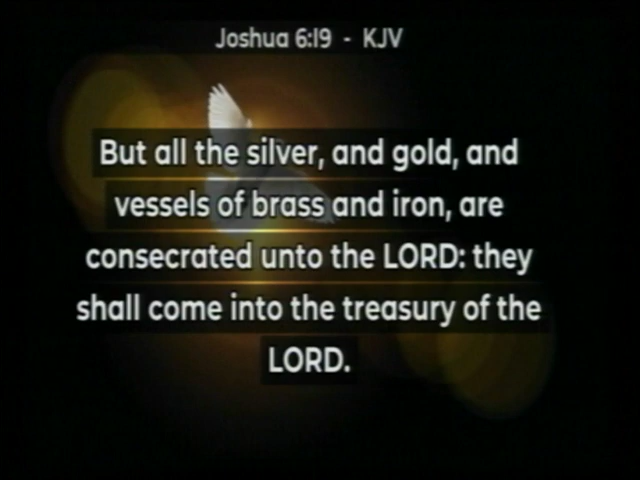 Joshua 6:19 - KJV
But all the silver, and gold, and
vessels of brass and iron, are
consecrated unto the LORD: they
shall come into the treasury of the
LORD.